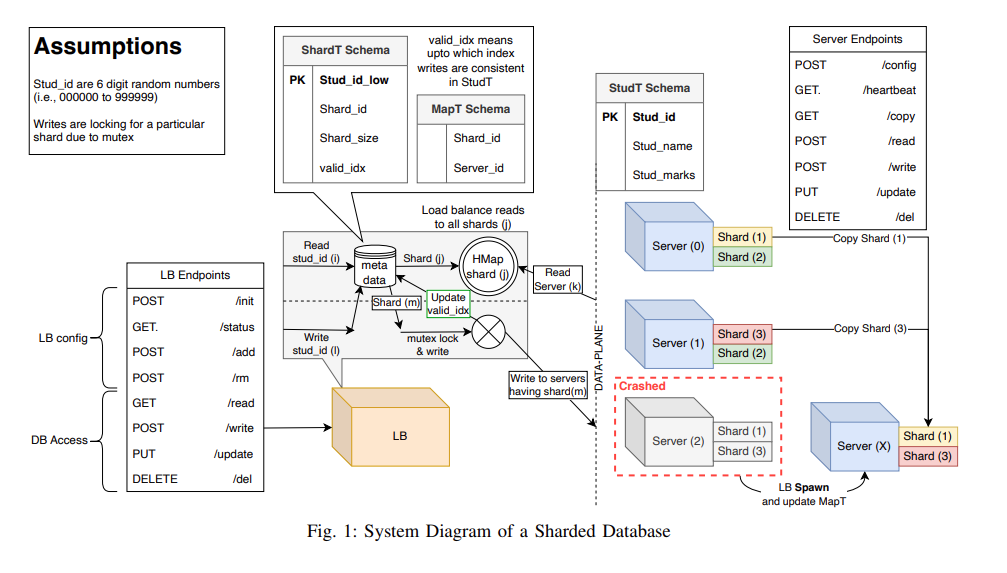 Assumptions
Stud_id are 6 digit random numbers
(i.e., 000000 to 999999)
Writes are locking for a particular
shard due to mutex
ShardT Schema
PK Stud_id_low
Shard_id
Shard_size
valid_idx
valid_idx means
upto which index
writes are consistent
in StudT
MapT Schema
Shard_id
Server_id
StudT Schema
PK Stud_id
Stud_name
Stud_marks
Server Endpoints
POST /config
GET. /heartbeat
GET /copy
POST /read
POST /write
PUT /update
DELETE /del
Load balance reads
to all shards (j)
Read
stud_id (i)
meta
data
Shard (j)
HMap
shard (j)
Read
Server (k)
Shard (m)
Update
valid_idx
Write
stud_id (l)
mutex lock
& write
Write to servers
having shard(m)
DATA-PLANE
LB Endpoints
POST /init
GET. /status
POST /add
POST /rm
GET /read
POST /write
PUT /update
DELETE /del
LB config
DB Access
LB
Server (0)
Shard (1)
Shard (2)
Copy Shard (1)
Server (1)
Shard (3)
Shard (2)
Copy Shard (3)
Crashed
Server (2)
Shard (1)
Shard (3)
Server (X)
Shard (1)
Shard (3)
LB Spawn
and update MapT
Fig. 1: System Diagram of a Sharded Database